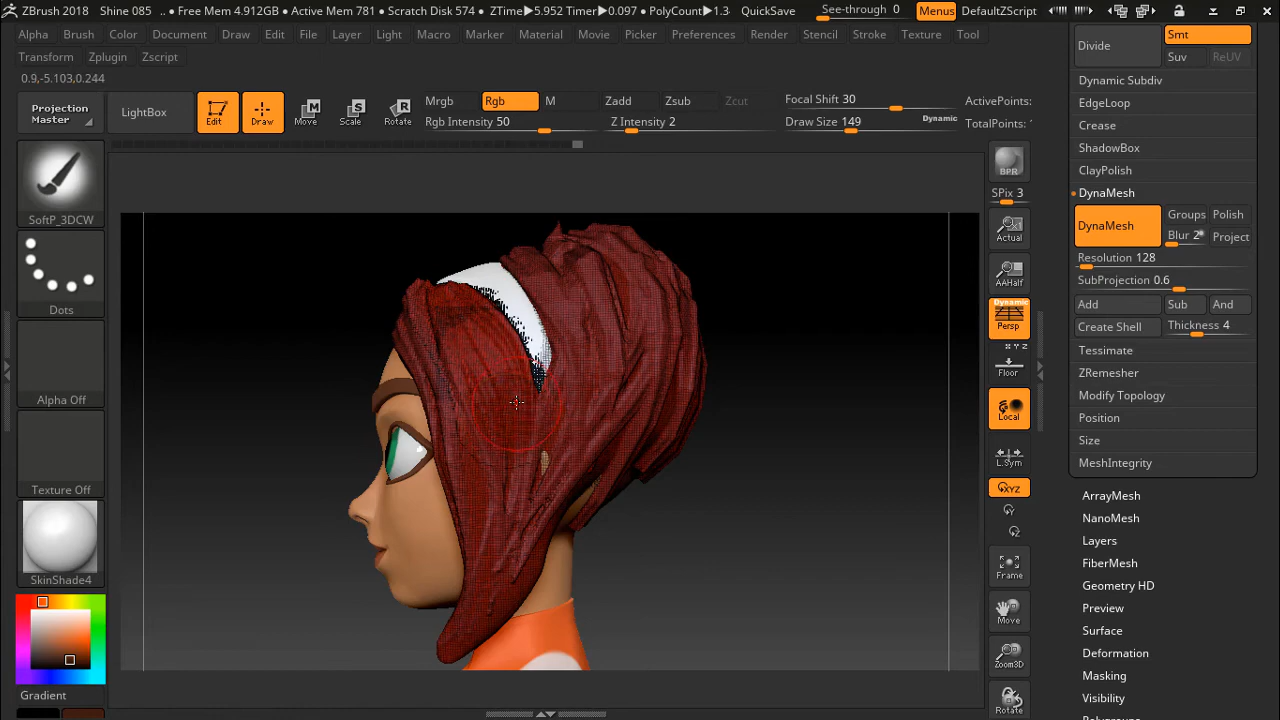 ZBrush 2018 Shine 085 • Free Mem 4.912GB • Active Mem 781 • Scratch Disk 574 • ZTime▶5.952 Timer▶0.097 • PolyCount▶1.3 QuickSave See-through 0 Menus DefaultZScript
Alpha Brush Color Document Draw Edit File Layer Light Macro Marker Material Movie Picker Preferences Render Stencil Stroke Texture Tool
Transform Zplugin Zscript
0.9,-5.103,0.244
Projection Master
LightBox
Edit
Draw
Move
Scale
Rotate
Mrgb Rgb M Zadd Zsub Zcut
Rgb Intensity 50 Z Intensity 2
Focal Shift 30
Draw Size 149 Dynamic
ActivePoints:
TotalPoints:
SoftP_3DCW
Dots
Alpha Off
Texture Off
SkinShade4
Gradient
BPR
SPix 3
Actual
AAHalf
Dynamic
Persp
X Y Z
Floor
Local
L.Sym
XYZ
Y
Z
Frame
Move
Zoom3D
Rotate
Divide Smt
Suv ReUV
Dynamic Subdiv
EdgeLoop
Crease
ShadowBox
ClayPolish
DynaMesh
DynaMesh Groups Polish
Blur 2 Project
Resolution 128
SubProjection 0.6
Add Sub And
Create Shell Thickness 4
Tessimate
ZRemesher
Modify Topology
Position
Size
MeshIntegrity
ArrayMesh
NanoMesh
Layers
FiberMesh
Geometry HD
Preview
Surface
Deformation
Masking
Visibility